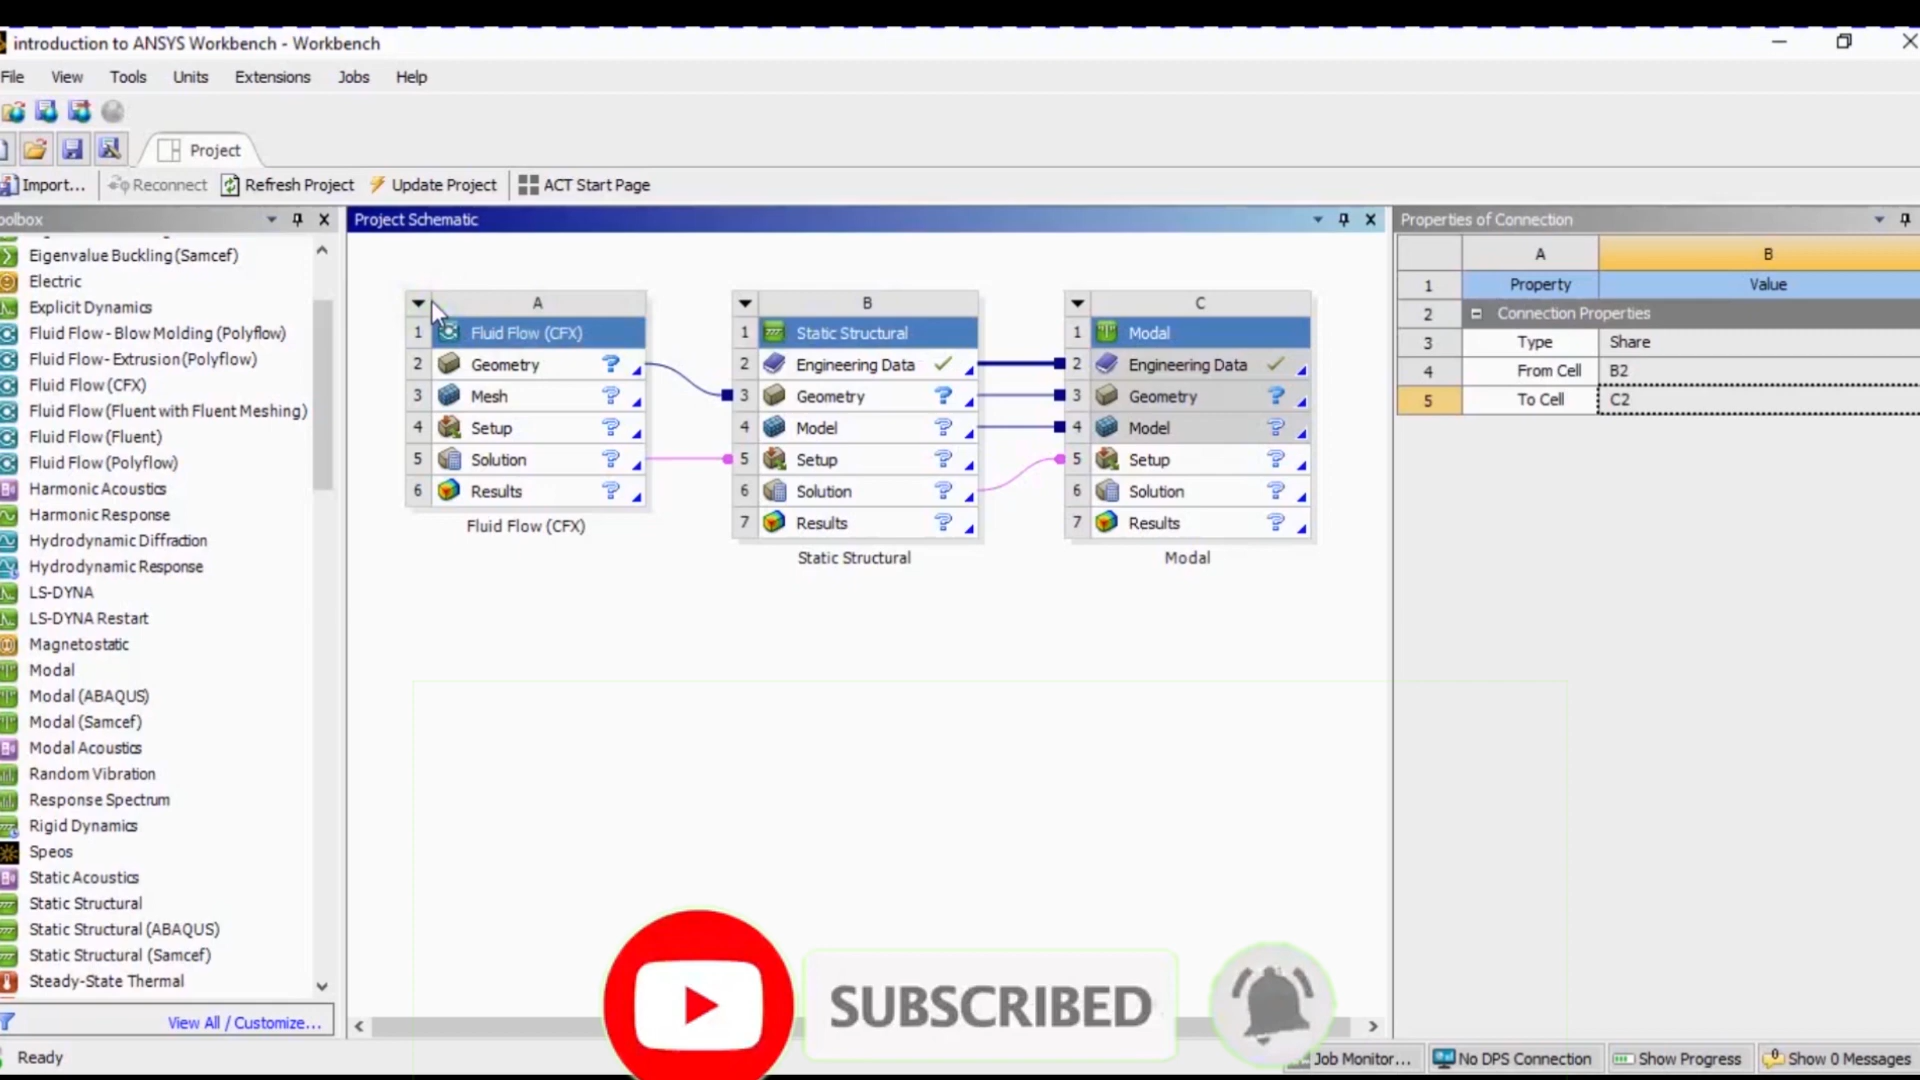 introduction to ANSYS Workbench - Workbench
File View Tools Units Extensions Jobs Help
Project
Import... Reconnect Refresh Project Update Project ACT Start Page
oolbox
Eigenvalue Buckling (Samcef)
Electric
Explicit Dynamics
Fluid Flow - Blow Molding (Polyflow)
Fluid Flow- Extrusion (Polyflow)
Fluid Flow (CFX)
Fluid Flow (Fluent with Fluent Meshing)
Fluid Flow (Fluent)
Fluid Flow (Polyflow)
Harmonic Acoustics
Harmonic Response
Hydrodynamic Diffraction
Hydrodynamic Response
LS-DYNA
LS-DYNA Restart
Magnetostatic
Modal
Modal (ABAQUS)
Modal (Samcef)
Modal Acoustics
Random Vibration
Response Spectrum
Rigid Dynamics
Speos
Static Acoustics
Static Structural
Static Structural (ABAQUS)
Static Structural (Samcef)
Steady-State Thermal
View All / Customize...
Project Schematic
A
1 Fluid Flow (CFX)
2 Geometry ?
3 Mesh ?
4 Setup ?
5 Solution ?
6 Results ?
Fluid Flow (CFX)
B
1 Static Structural
2 Engineering Data ✓
3 Geometry ?
4 Model ?
5 Setup ?
6 Solution ?
7 Results ?
Static Structural
C
1 Modal
2 Engineering Data ✓
3 Geometry ?
4 Model ?
5 Setup ?
6 Solution ?
7 Results ?
Modal
Properties of Connection
A B
1 Property Value
2 Connection Properties
3 Type Share
4 From Cell B2
5 To Cell C2
SUBSCRIBED
Ready
Job Monitor... No DPS Connection Show Progress Show 0 Messages